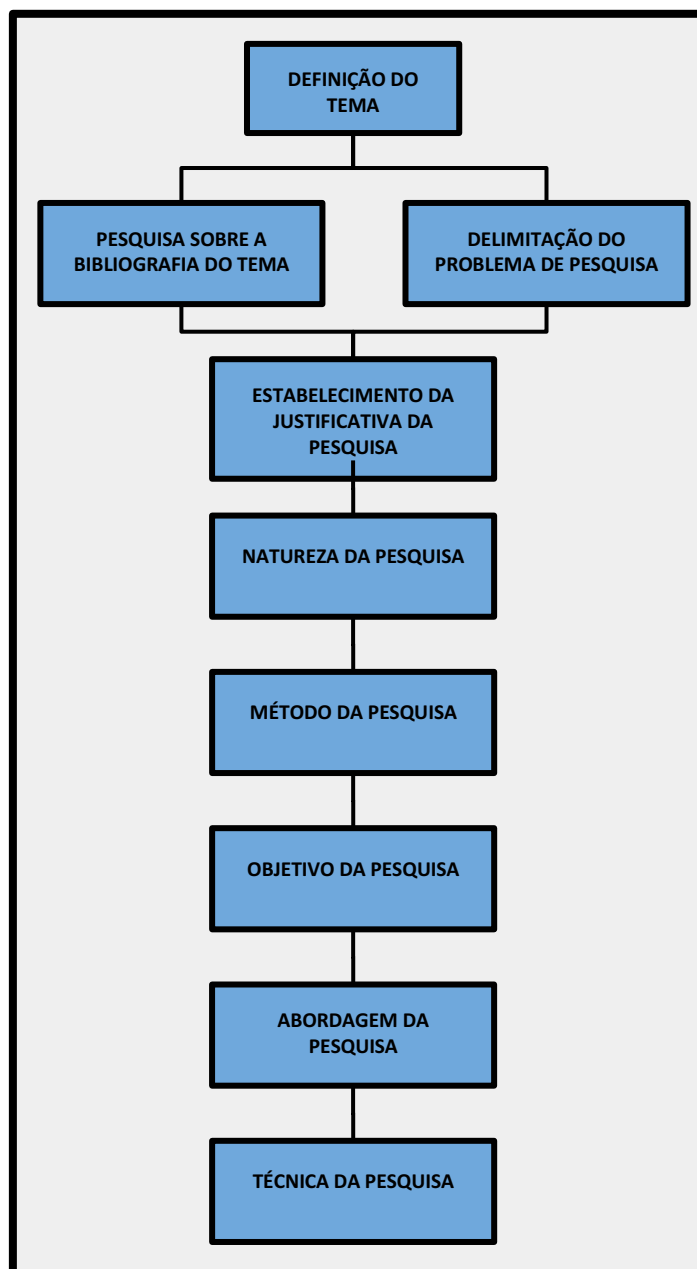 DEFINIÇÃO DO
TEMA
PESQUISA SOBRE A
BIBLIOGRAFIA DO TEMA
DELIMITAÇÃO DO
PROBLEMA DE PESQUISA
ESTABELECIMENTO DA
JUSTIFICATIVA DA
PESQUISA
NATUREZA DA PESQUISA
MÉTODO DA PESQUISA
OBJETIVO DA PESQUISA
ABORDAGEM DA
PESQUISA
TÉCNICA DA PESQUISA